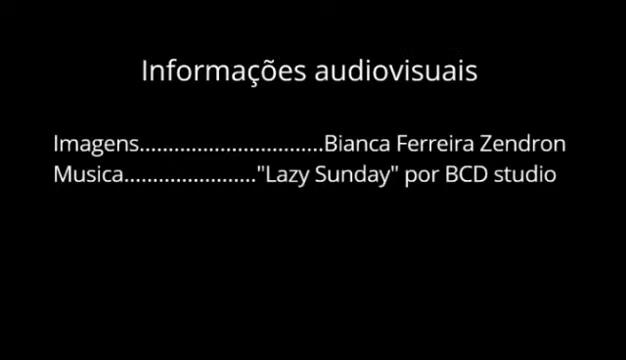 Informações audiovisuais
Imagens................................Bianca Ferreira Zendron
Musica......................."Lazy Sunday" por BCD studio